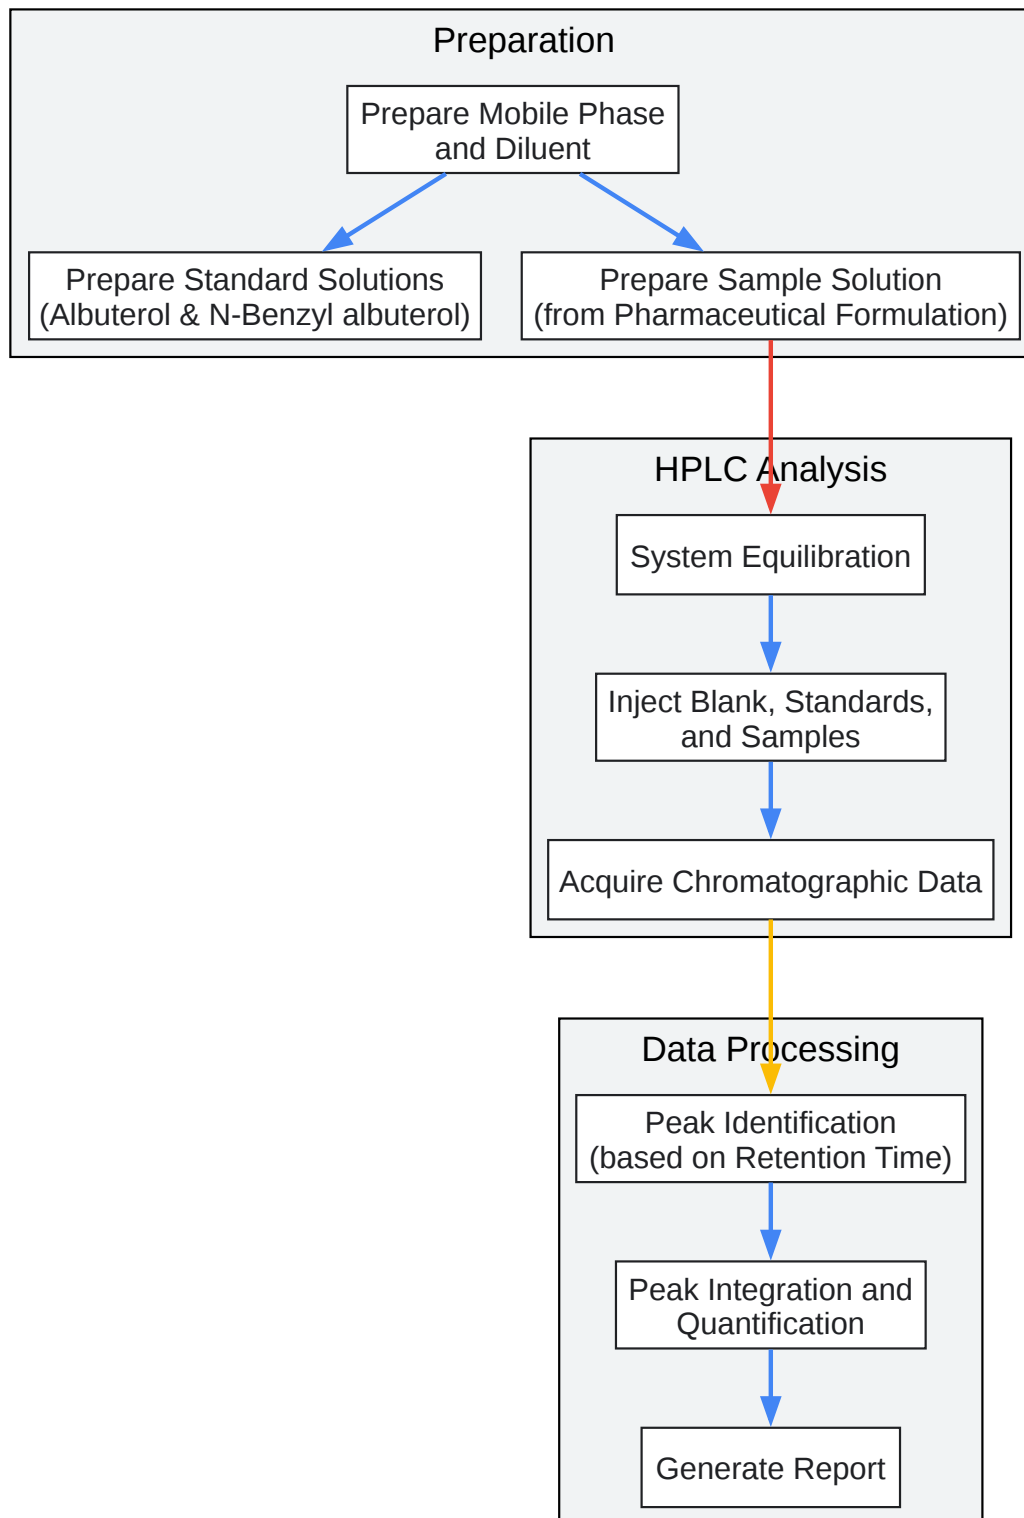 Preparation
Prepare Mobile Phase
and Diluent
Prepare Standard Solutions
(Albuterol & N-Benzyl albuterol)
Prepare Sample Solution
(from Pharmaceutical Formulation)
HPLC Analysis
System Equilibration
Inject Blank, Standards,
and Samples
Acquire Chromatographic Data
Data Processing
Peak Identification
(based on Retention Time)
Peak Integration and
Quantification
Generate Report